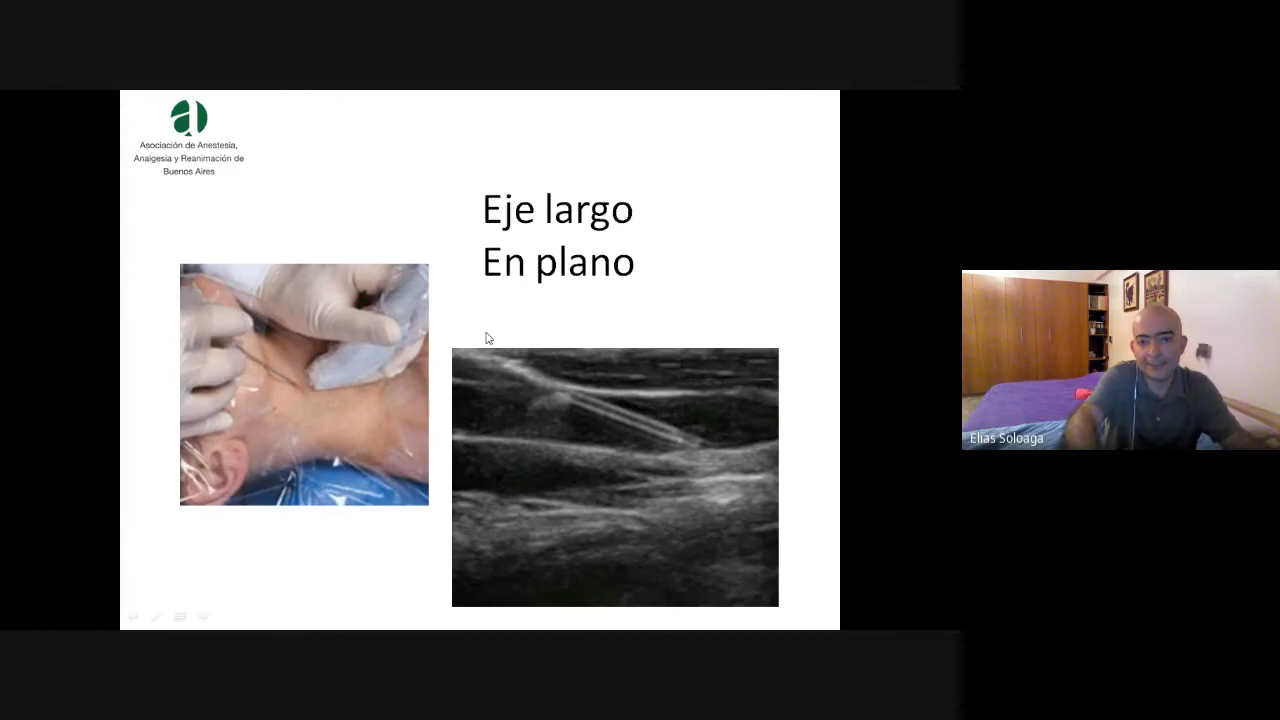 Asociación de Anestesia,
Analgesia y Reanimación de
Buenos Aires
Eje largo
En plano
Elias Soloaga